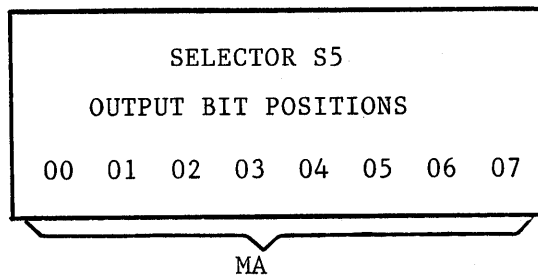 SELECTOR S5
OUTPUT BIT POSITIONS
00 01 02 03 04 05 06 07
MA